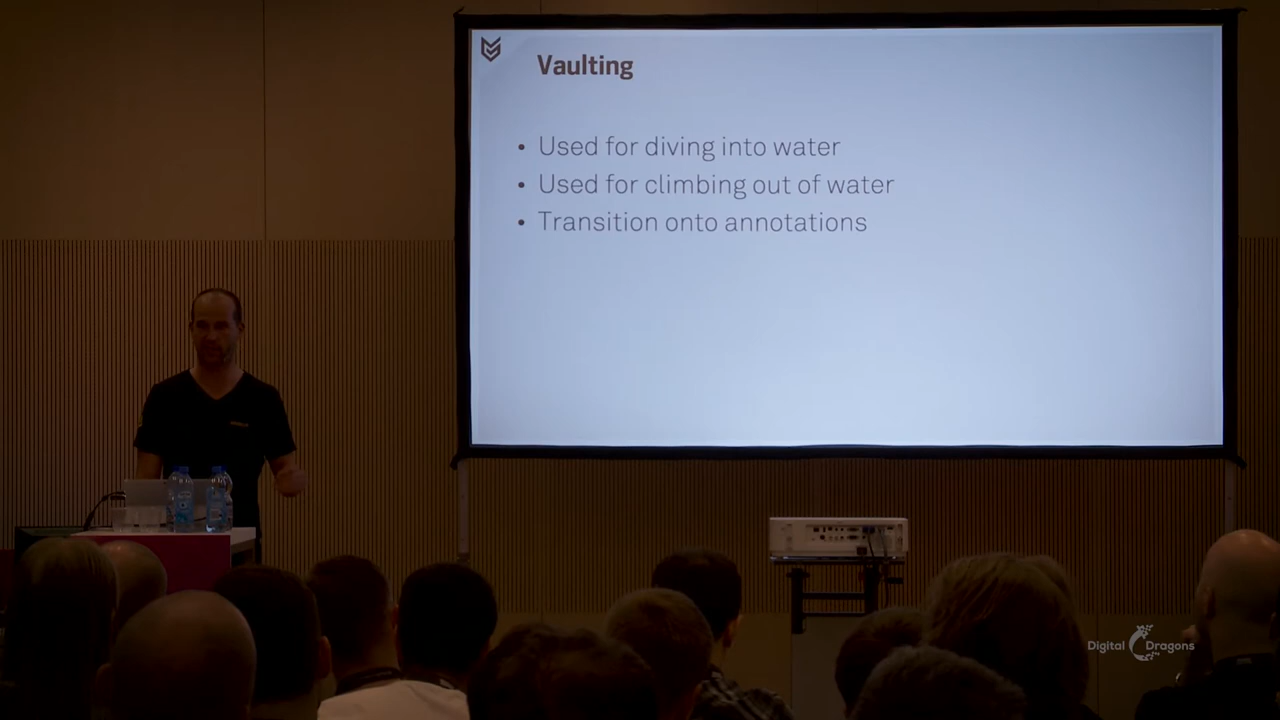 Vaulting
• Used for diving into water
• Used for climbing out of water
• Transition onto annotations
Digital Dragons